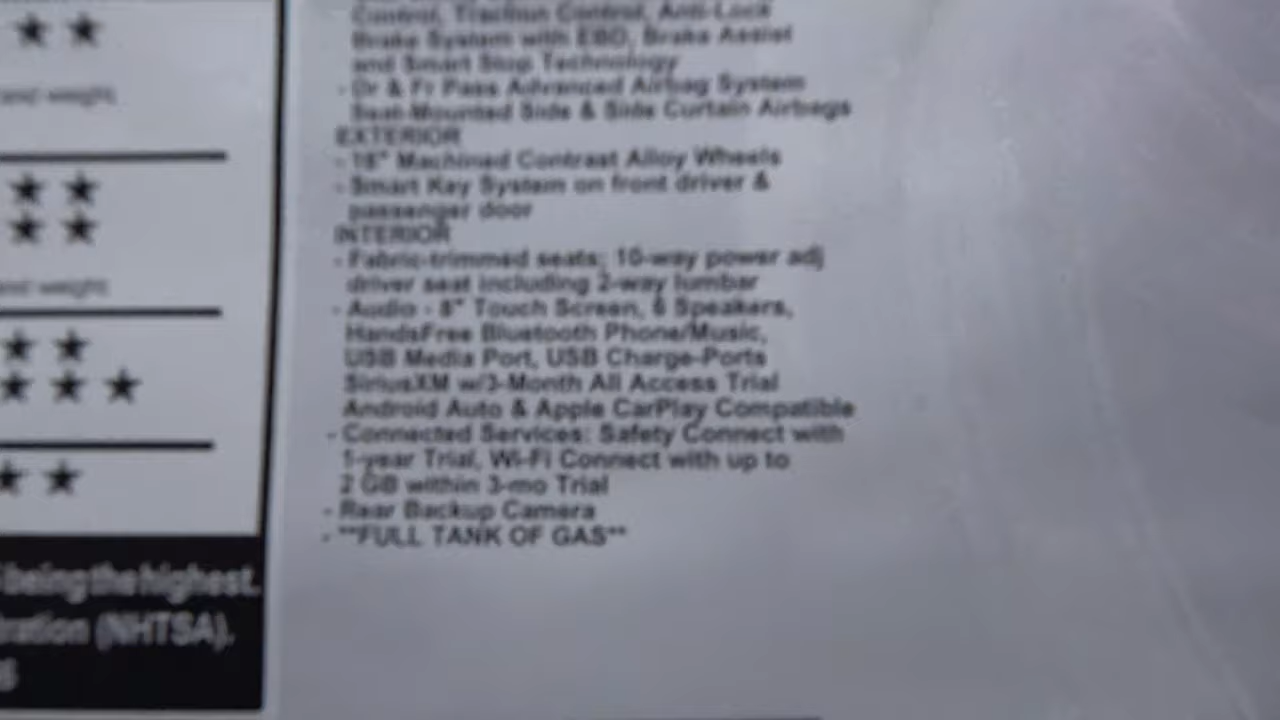 and weight.
and weight.
being the highest.
(NHTSA).
Control, Traction Control, Anti-Lock
Brake System with EBD, Brake Assist
and Smart Stop Technology
- Dr & Fr Pass Advanced Airbag System
Seat-Mounted Side & Side Curtain Airbags
EXTERIOR
- 18" Machined Contrast Alloy Wheels
- Smart Key System on front driver &
passenger door
INTERIOR
- Fabric-trimmed seats; 10-way power adj
driver seat including 2-way lumbar
- Audio - 8" Touch Screen, 6 Speakers,
HandsFree Bluetooth Phone/Music,
USB Media Port, USB Charge-Ports
SiriusXM w/3-Month All Access Trial
Android Auto & Apple CarPlay Compatible
- Connected Services: Safety Connect with
1-year Trial, Wi-Fi Connect with up to
2 GB within 3-mo Trial
- Rear Backup Camera
- **FULL TANK OF GAS**